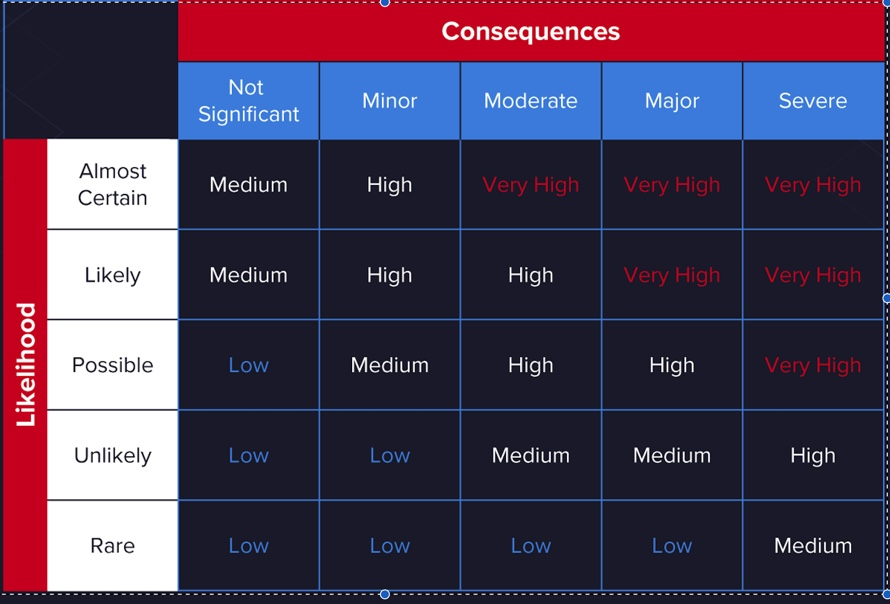 Consequences
Not
Significant
Minor
Moderate
Major
Severe
Likelihood
Almost
Certain
Medium
High
Very High
Very High
Very High
Likely
Medium
High
High
Very High
Very High
Possible
Low
Medium
High
High
Very High
Unlikely
Low
Low
Medium
Medium
High
Rare
Low
Low
Low
Low
Medium